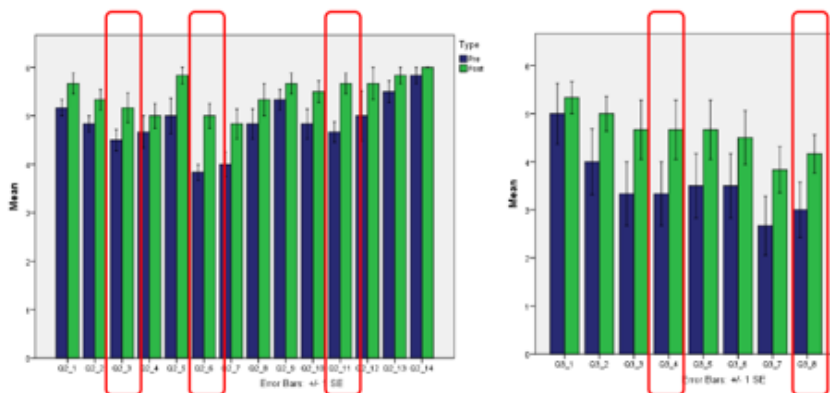 Type
Pre
Post
6
5
4
3
2
1
0
Mean
Q2_1
Q2_2
Q2_3
Q2_4
Q2_5
Q2_6
Q2_7
Q2_8
Q2_9
Q2_10
Q2_11
Q2_12
Q2_13
Q2_14
Error Bars: +/- 1 SE
6
5
4
3
2
1
0
Mean
Q3_1
Q3_2
Q3_3
Q3_4
Q3_5
Q3_6
Q3_7
Q3_8
Error Bars: +/- 1 SE